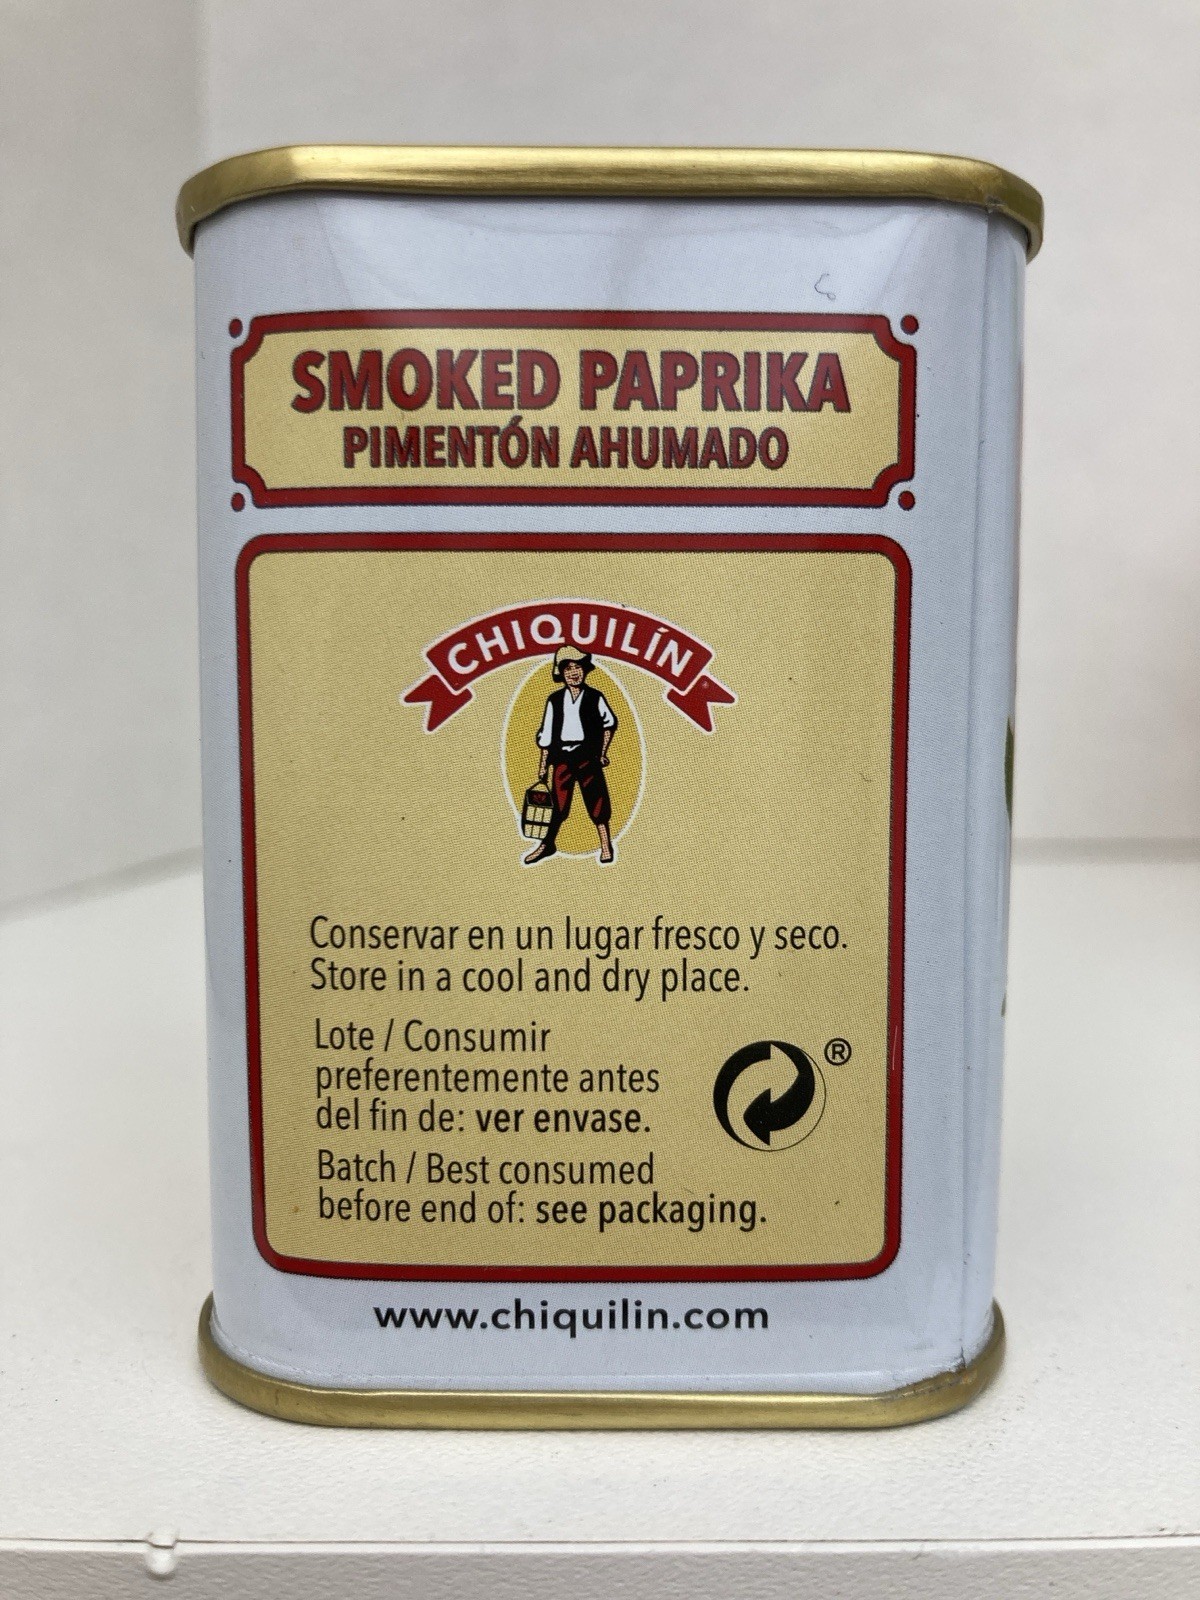 SMOKED PAPRIKA
PIMENTÓN AHUMADO
CHIQUILÍN
Conservar en un lugar fresco y seco.
Store in a cool and dry place.
Lote / Consumir
preferentemente antes
del fin de: ver envase.
®
Batch / Best consumed
before end of: see packaging.
www.chiquilin.com